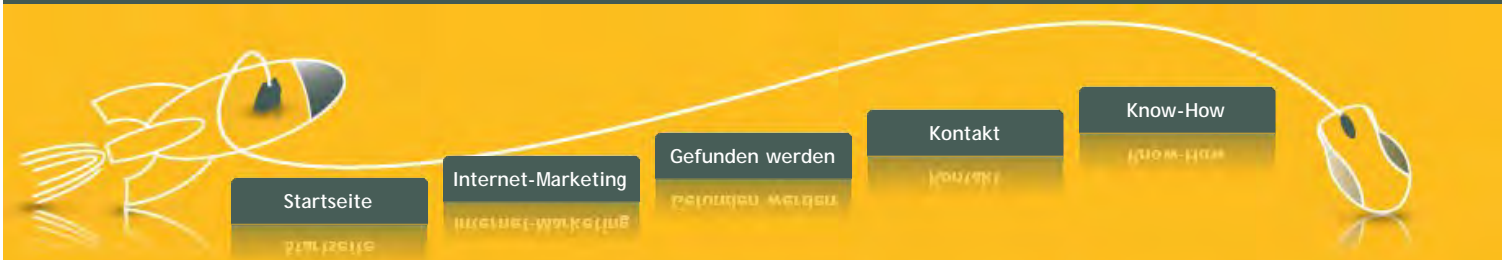 Startseite
Internet-Marketing
Gefunden werden
Kontakt
Know-How